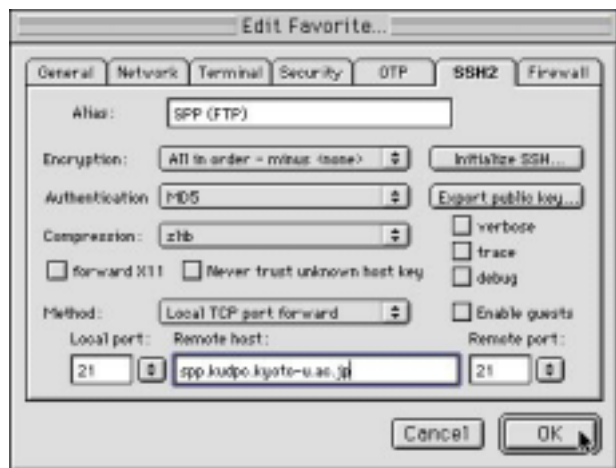 Edit Favorite...
General Network Terminal Security OTP SSH2 Firewall
Alias: SPP (FTP)
Encryption: All in order - minus <none> Initialize SSH...
Authentication MD5 Export public key...
Compression: zlib verbose
trace
forward X11 Never trust unknown host key debug
Method: Local TCP port forward Enable guests
Local port: Remote host: Remote port:
21 spp.kudpc.kyoto-u.ac.jp 21
Cancel OK